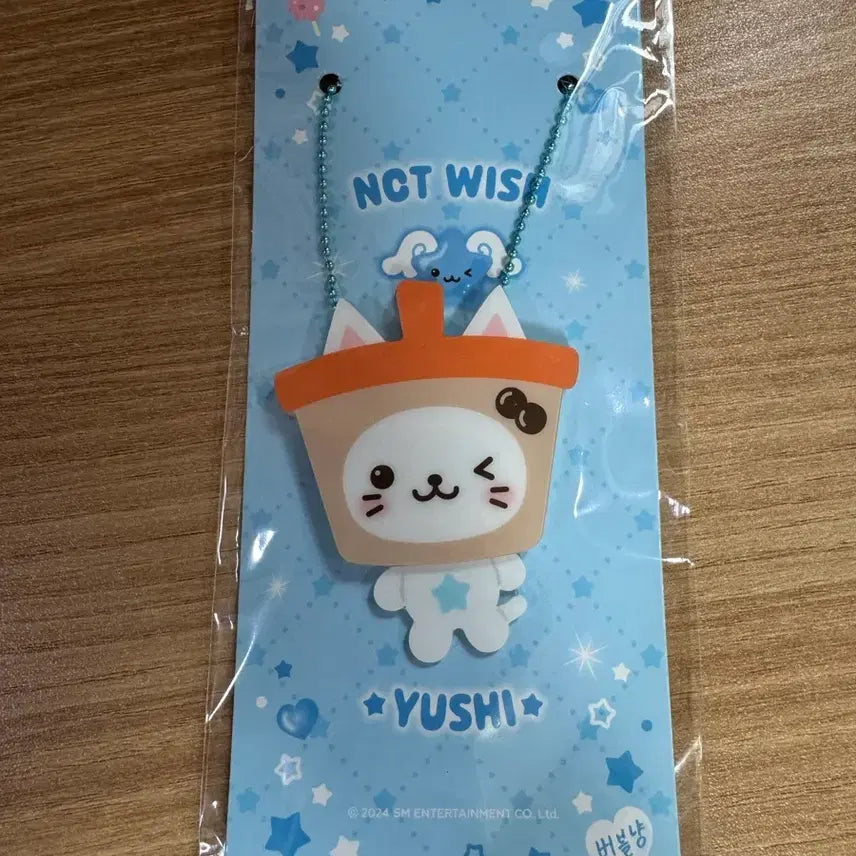 NCT WISH
★YUSHI★
© 2024 SM ENTERTAINMENT CO. Ltd.
버블냥